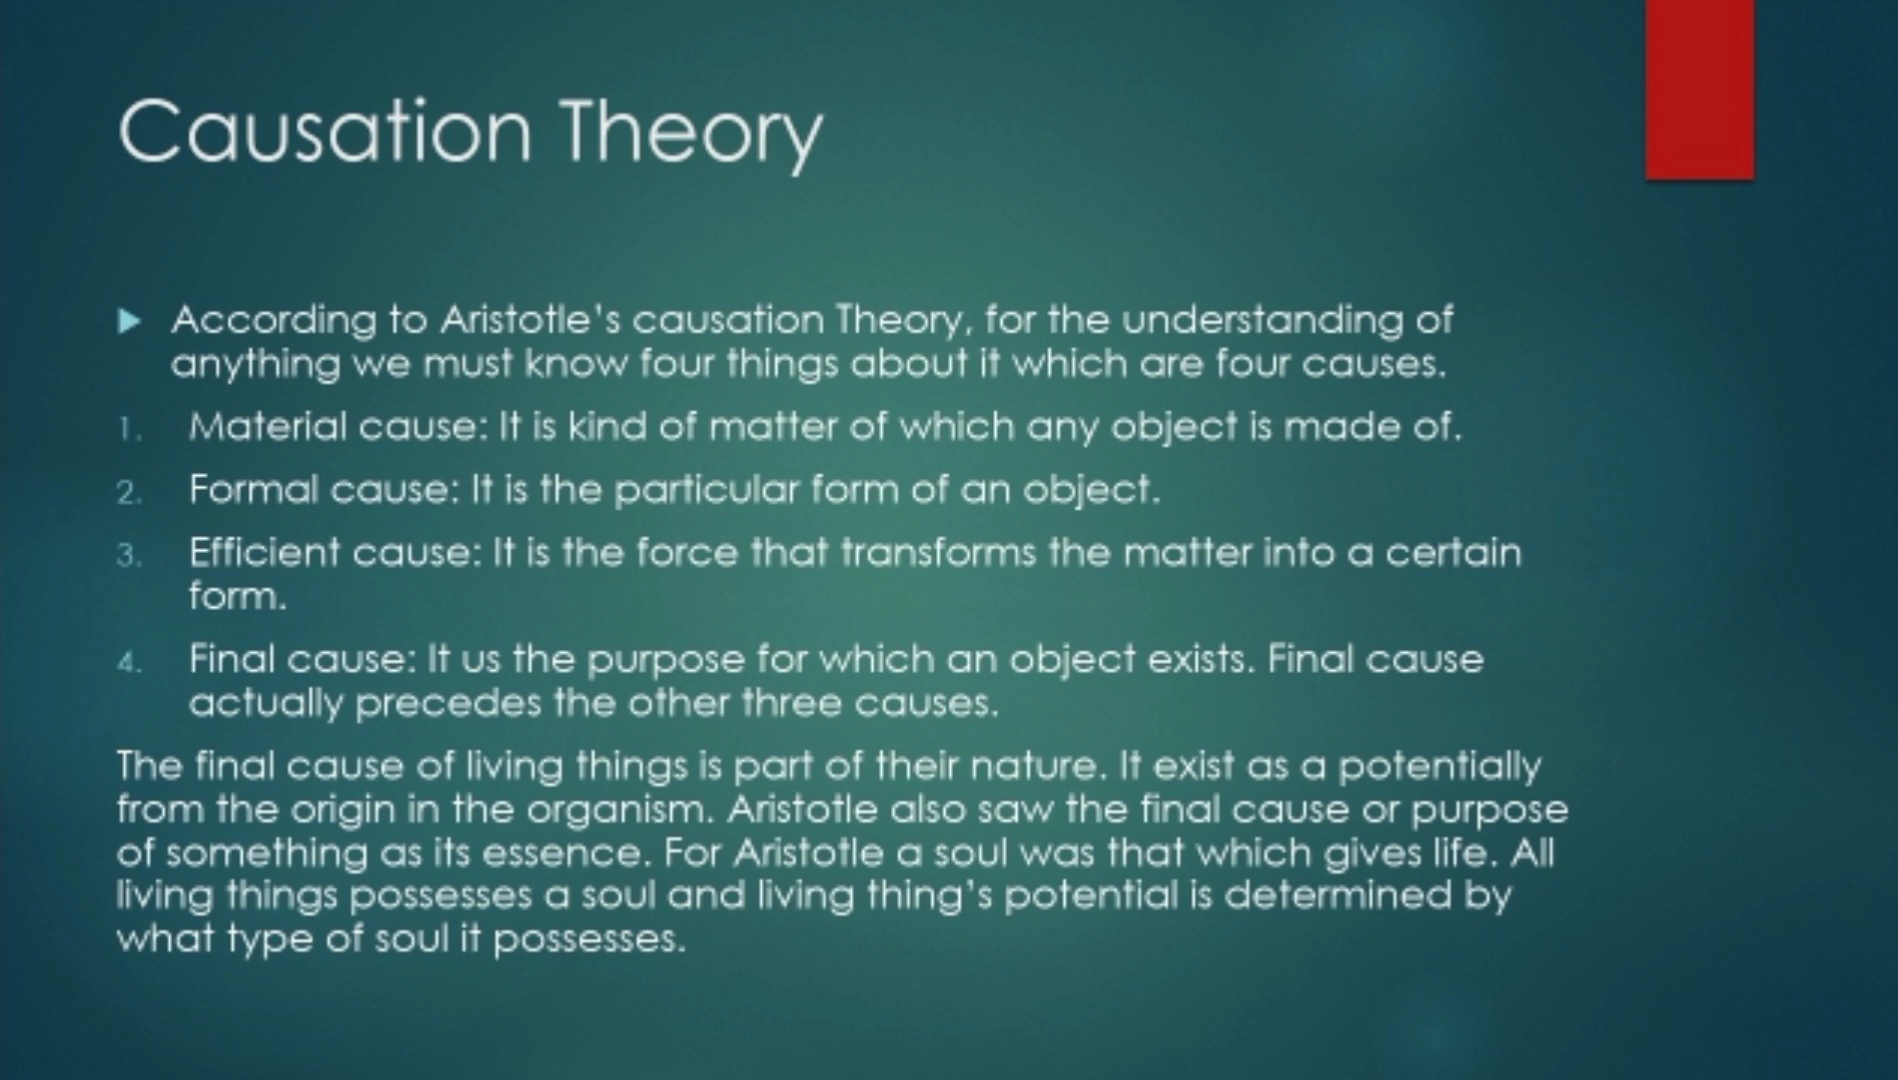 Causation Theory
According to Aristotle's causation Theory, for the understanding of
anything we must know four things about it which are four causes.
1. Material cause: It is kind of matter of which any object is made of.
2. Formal cause: It is the particular form of an object.
3. Efficient cause: It is the force that transforms the matter into a certain
form.
4. Final cause: It us the purpose for which an object exists. Final cause
actually precedes the other three causes.
The final cause of living things is part of their nature. It exist as a potentially
from the origin in the organism. Aristotle also saw the final cause or purpose
of something as its essence. For Aristotle a soul was that which gives life. All
living things possesses a soul and living thing's potential is determined by
what type of soul it possesses.